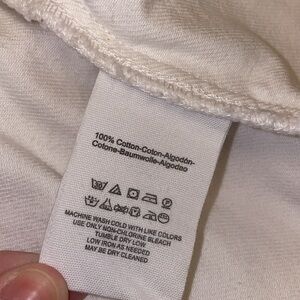 100% Cotton-Coton-Algodón-
Cotone-Baumwolle-Algodao
MACHINE WASH COLD WITH LIKE COLORS
USE ONLY NON-CHLORINE BLEACH
TUMBLE DRY LOW
LOW IRON AS NEEDED
MAY BE DRY CLEANED